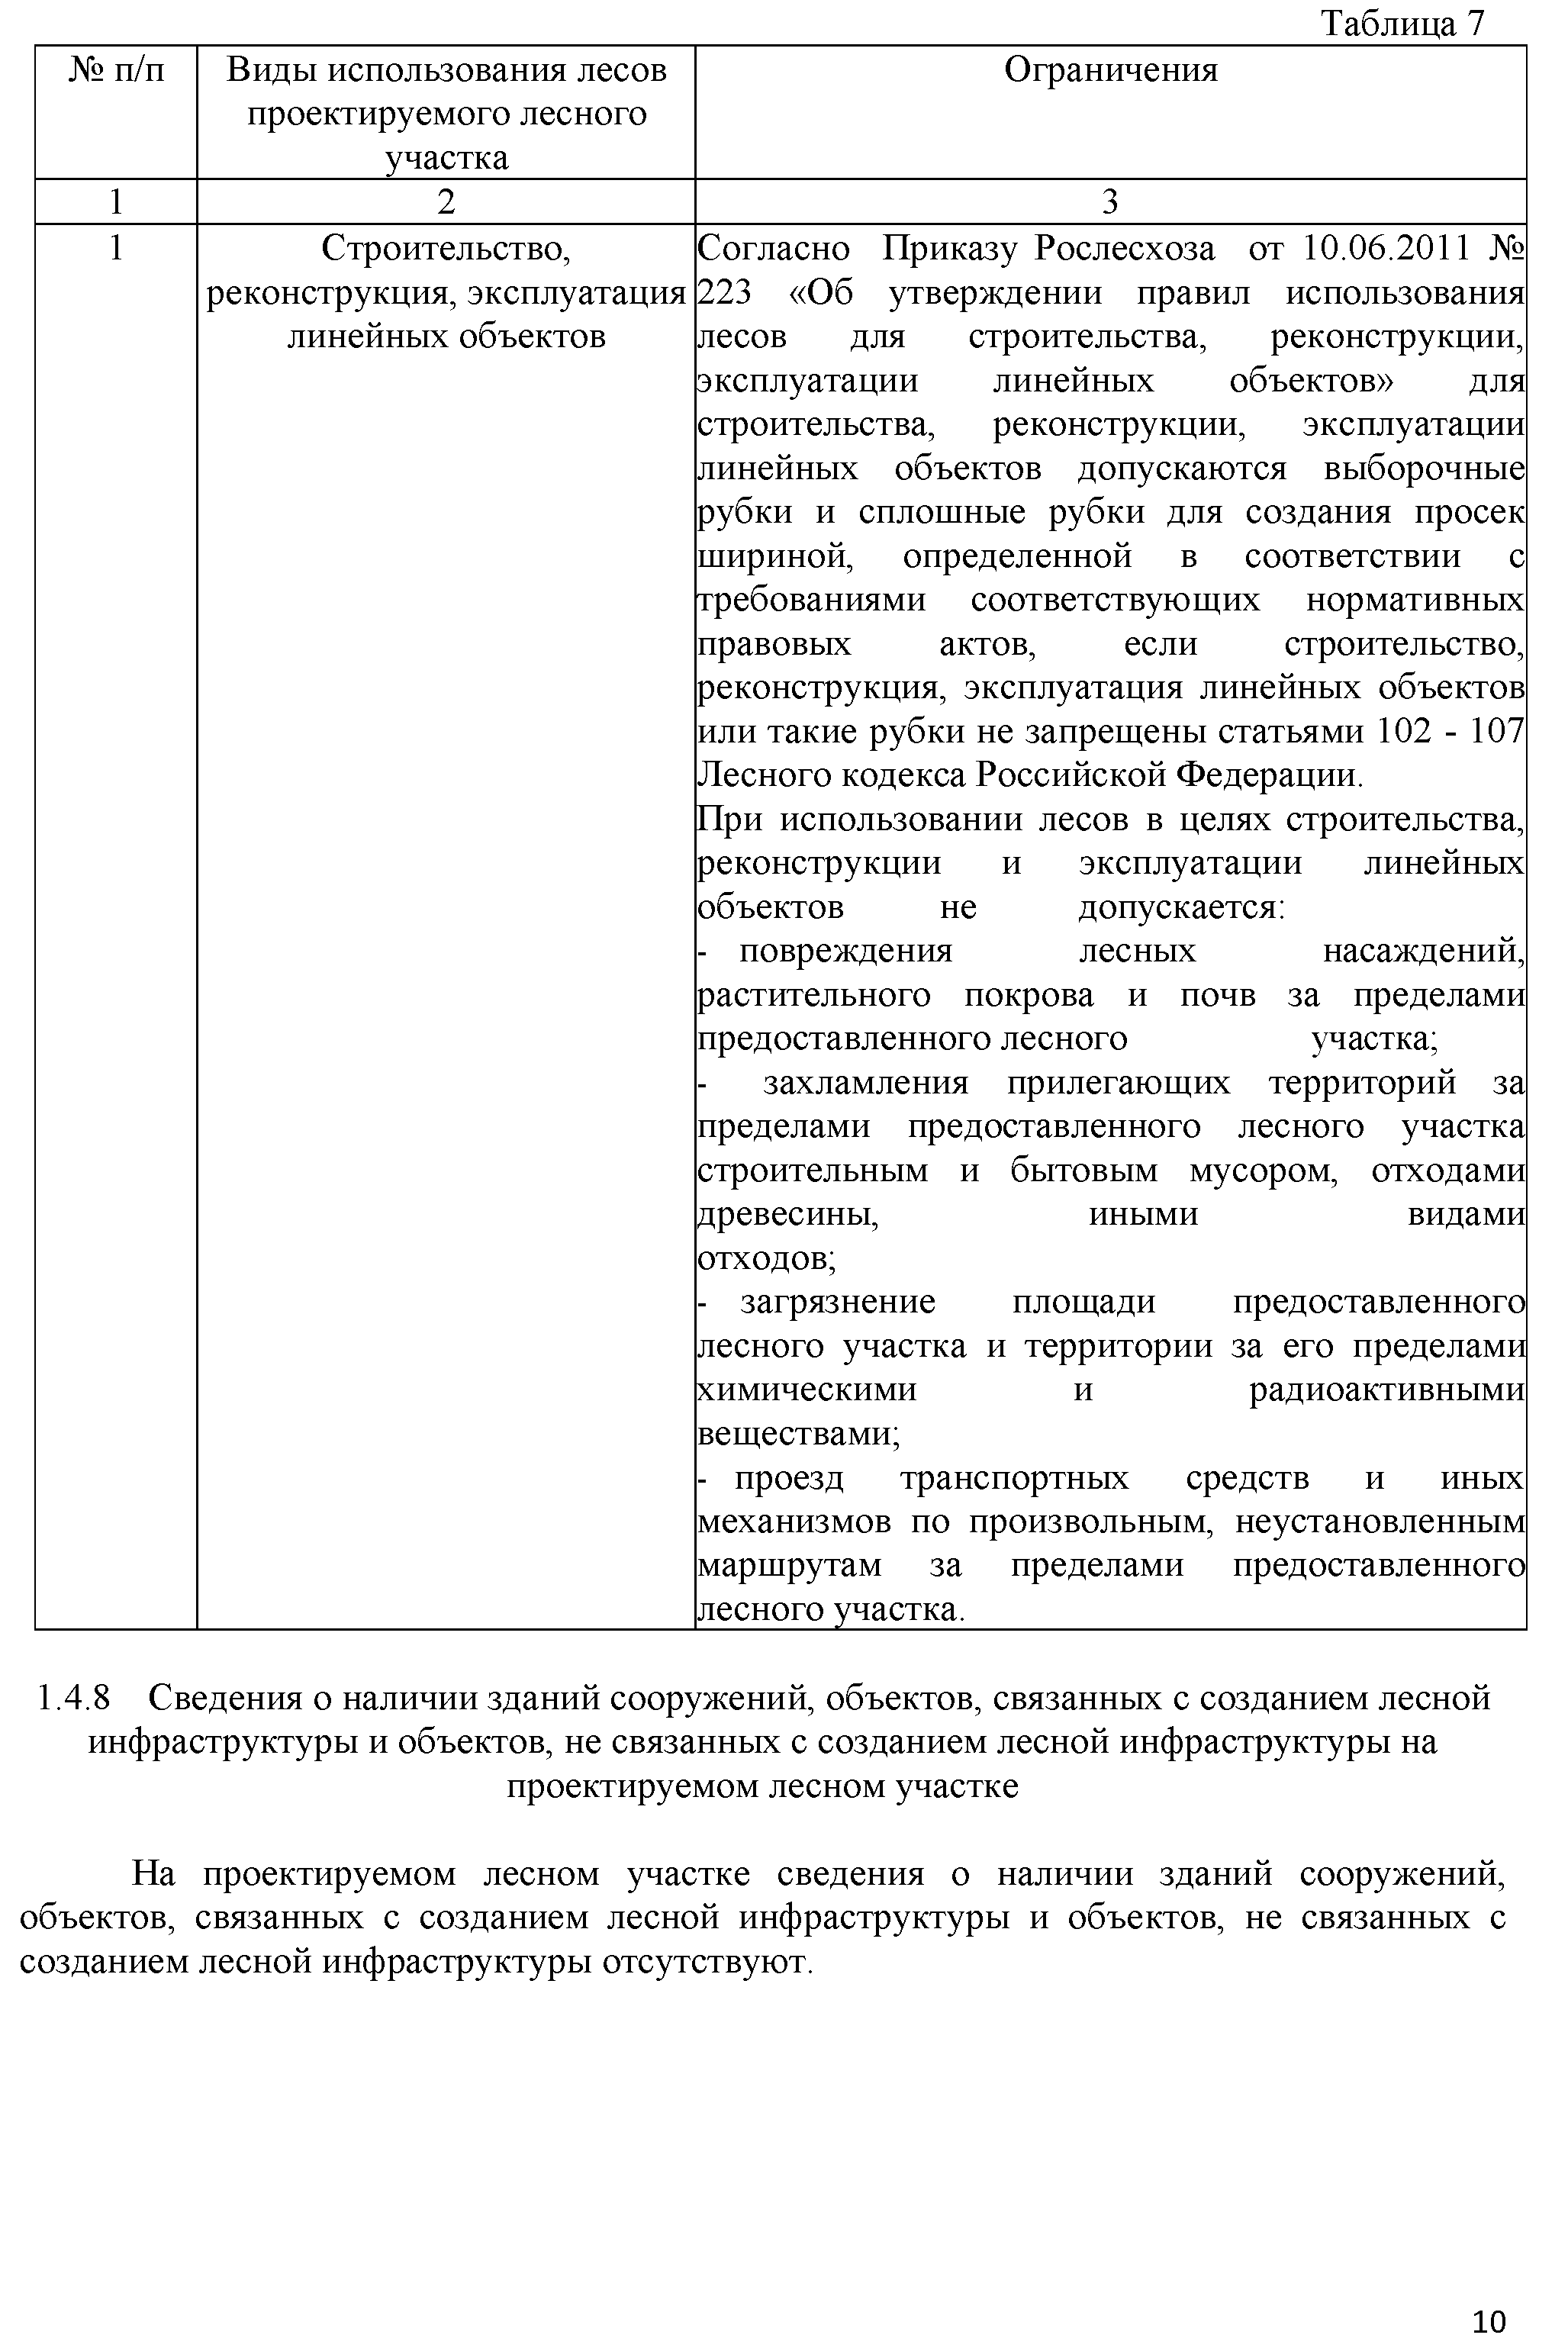 Таблица 7
№ п/п
Виды использования лесов
проектируемого лесного
участка
Ограничения
1
2
3
1
Строительство,
реконструкция, эксплуатация
линейных объектов
Согласно Приказу Рослесхоза от 10.06.2011 №
223 «Об утверждении правил использования
лесов для строительства, реконструкции,
эксплуатации линейных объектов» для
строительства, реконструкции, эксплуатации
линейных объектов допускаются выборочные
рубки и сплошные рубки для создания просек
шириной, определенной в соответствии с
требованиями соответствующих нормативных
правовых актов, если строительство,
реконструкция, эксплуатация линейных объектов
или такие рубки не запрещены статьями 102 - 107
Лесного кодекса Российской Федерации.
При использовании лесов в целях строительства,
реконструкции и эксплуатации линейных
объектов не допускается:
- повреждения лесных насаждений,
растительного покрова и почв за пределами
предоставленного лесного участка;
- захламления прилегающих территорий за
пределами предоставленного лесного участка
строительным и бытовым мусором, отходами
древесины, иными видами
отходов;
- загрязнение площади предоставленного
лесного участка и территории за его пределами
химическими и радиоактивными
веществами;
- проезд транспортных средств и иных
механизмов по произвольным, неустановленным
маршрутам за пределами предоставленного
лесного участка.
1.4.8 Сведения о наличии зданий сооружений, объектов, связанных с созданием лесной
инфраструктуры и объектов, не связанных с созданием лесной инфраструктуры на
проектируемом лесном участке
На проектируемом лесном участке сведения о наличии зданий сооружений,
объектов, связанных с созданием лесной инфраструктуры и объектов, не связанных с
созданием лесной инфраструктуры отсутствуют.
10